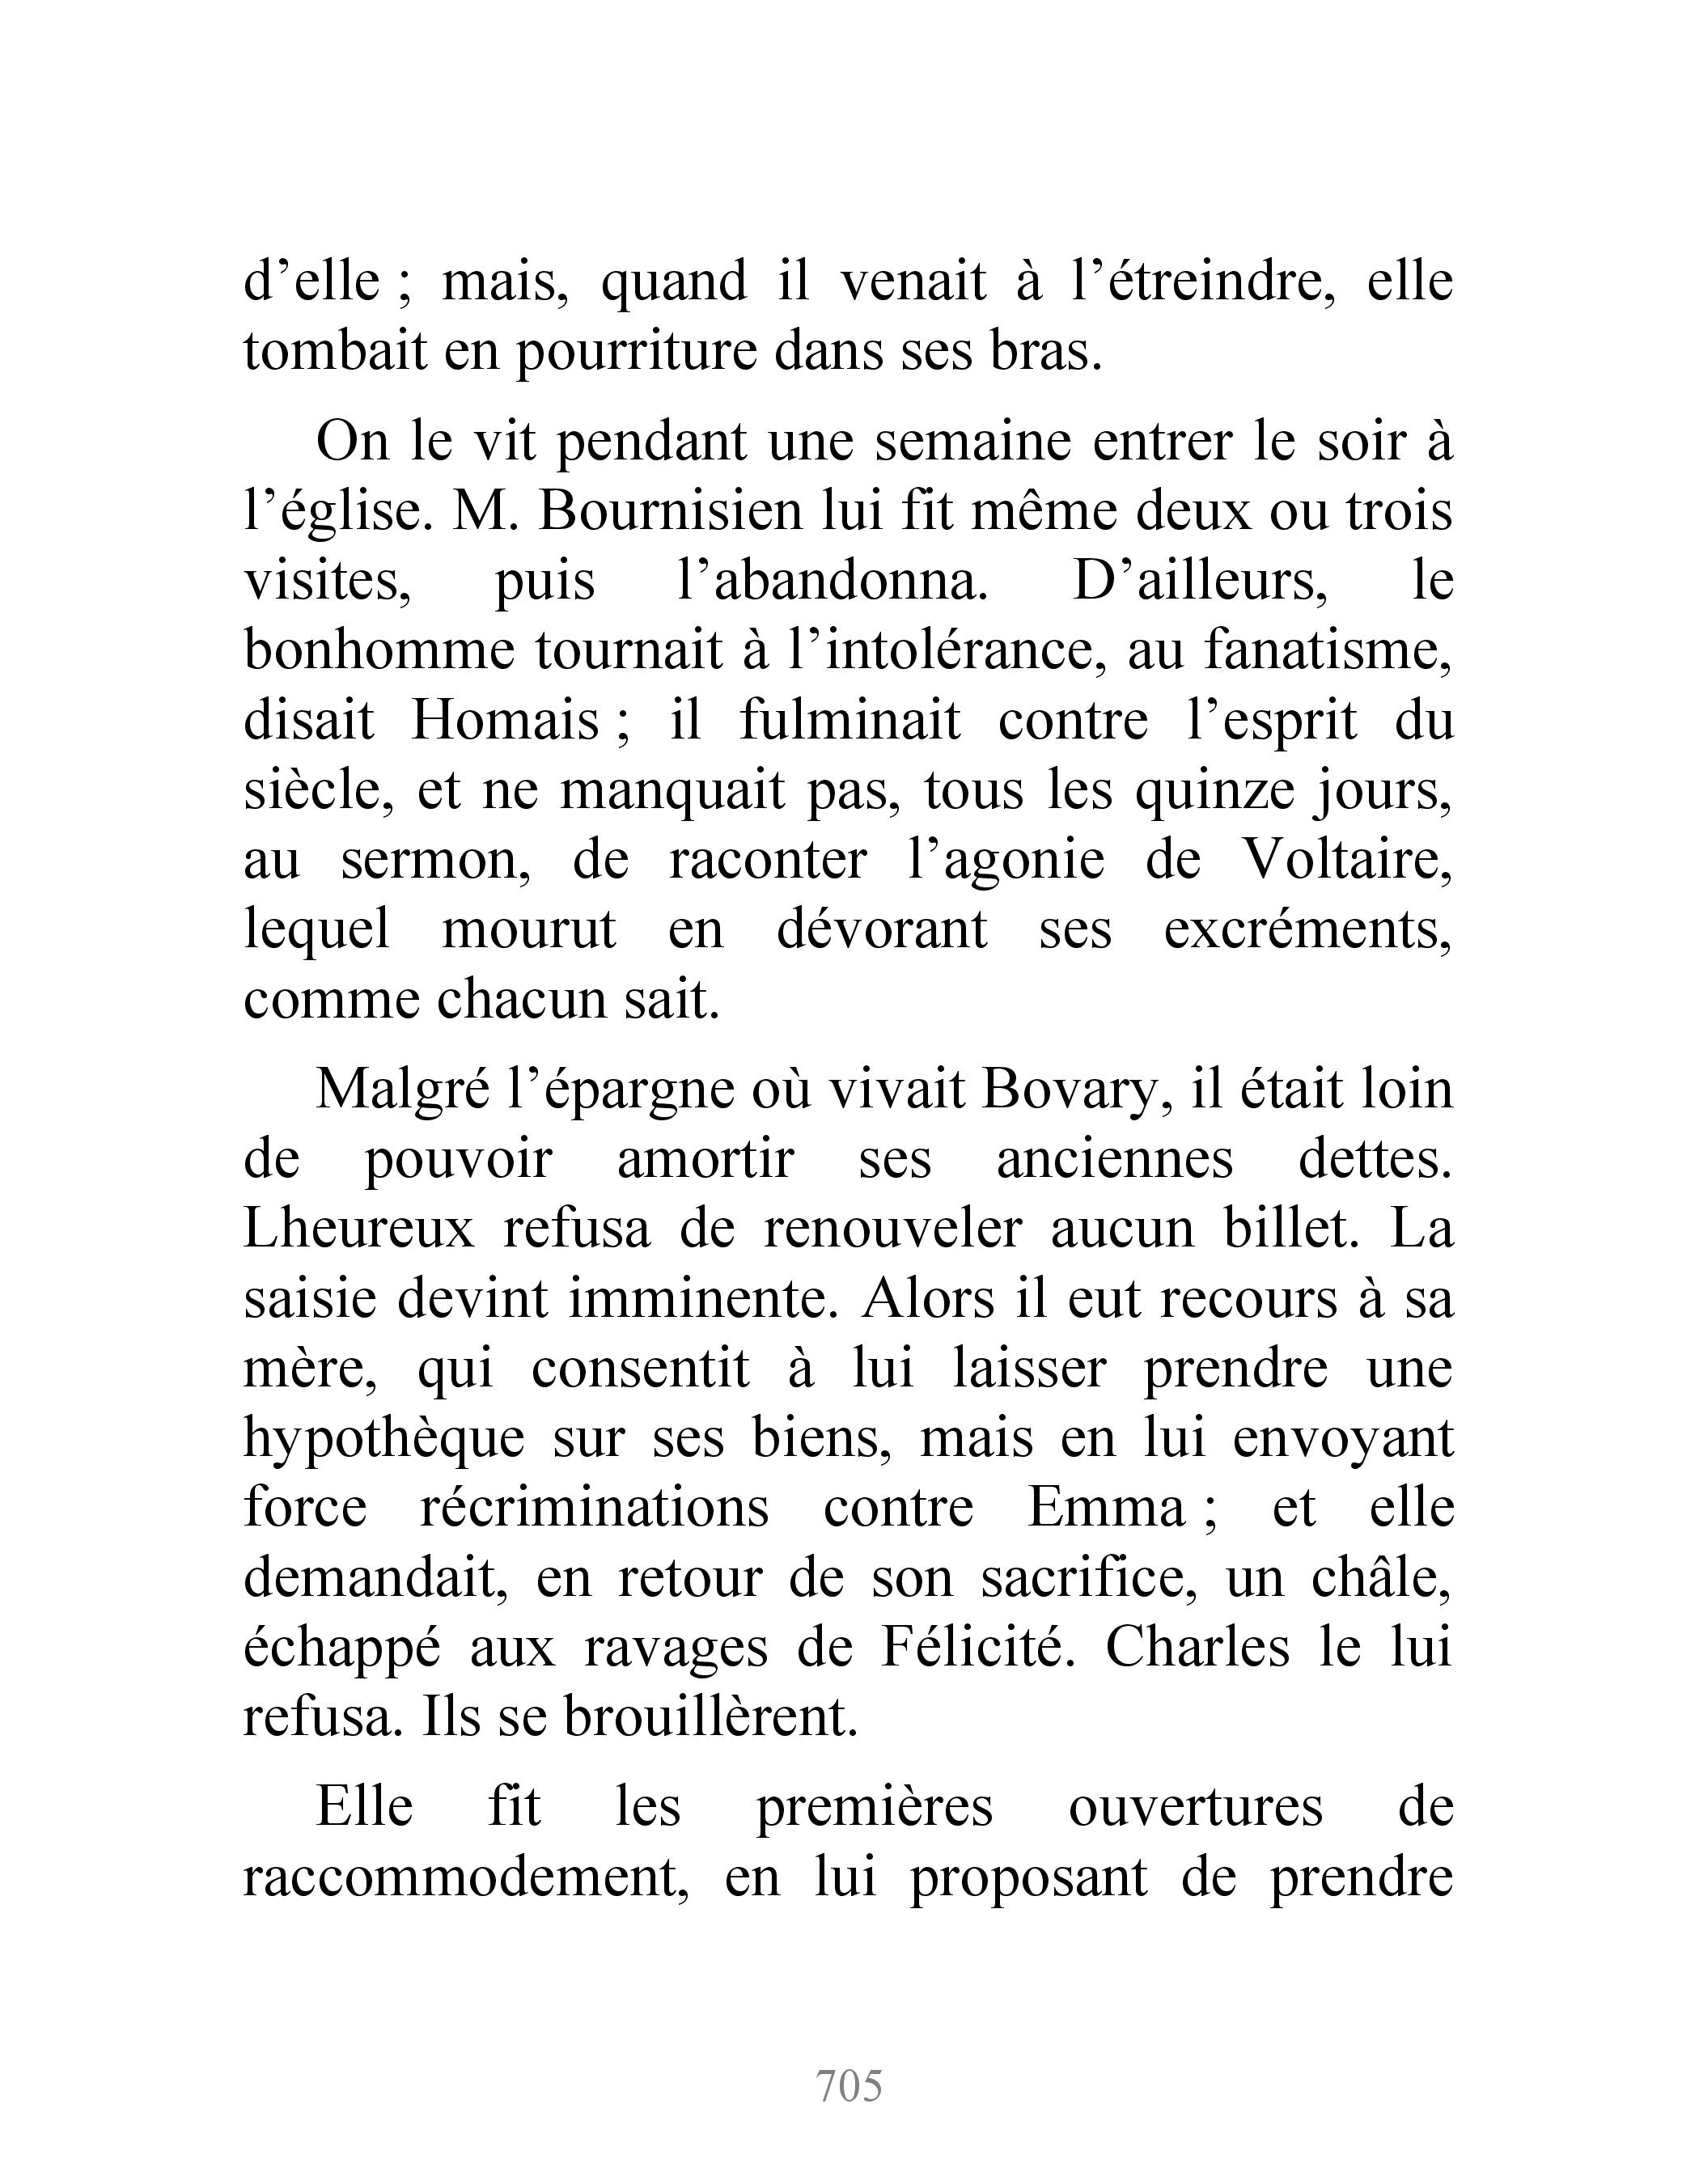 d’elle ; mais, quand il venait à l’étreindre, elle
tombait en pourriture dans ses bras.
On le vit pendant une semaine entrer le soir à
l’église. M. Bournisien lui fit même deux ou trois
visites, puis l’abandonna. D’ailleurs, le
bonhomme tournait à l’intolérance, au fanatisme,
disait Homais ; il fulminait contre l’esprit du
siècle, et ne manquait pas, tous les quinze jours,
au sermon, de raconter l’agonie de Voltaire,
lequel mourut en dévorant ses excréments,
comme chacun sait.
Malgré l’épargne où vivait Bovary, il était loin
de pouvoir amortir ses anciennes dettes.
Lheureux refusa de renouveler aucun billet. La
saisie devint imminente. Alors il eut recours à sa
mère, qui consentit à lui laisser prendre une
hypothèque sur ses biens, mais en lui envoyant
force récriminations contre Emma ; et elle
demandait, en retour de son sacrifice, un châle,
échappé aux ravages de Félicité. Charles le lui
refusa. Ils se brouillèrent.
Elle fit les premières ouvertures de
raccommodement, en lui proposant de prendre
705